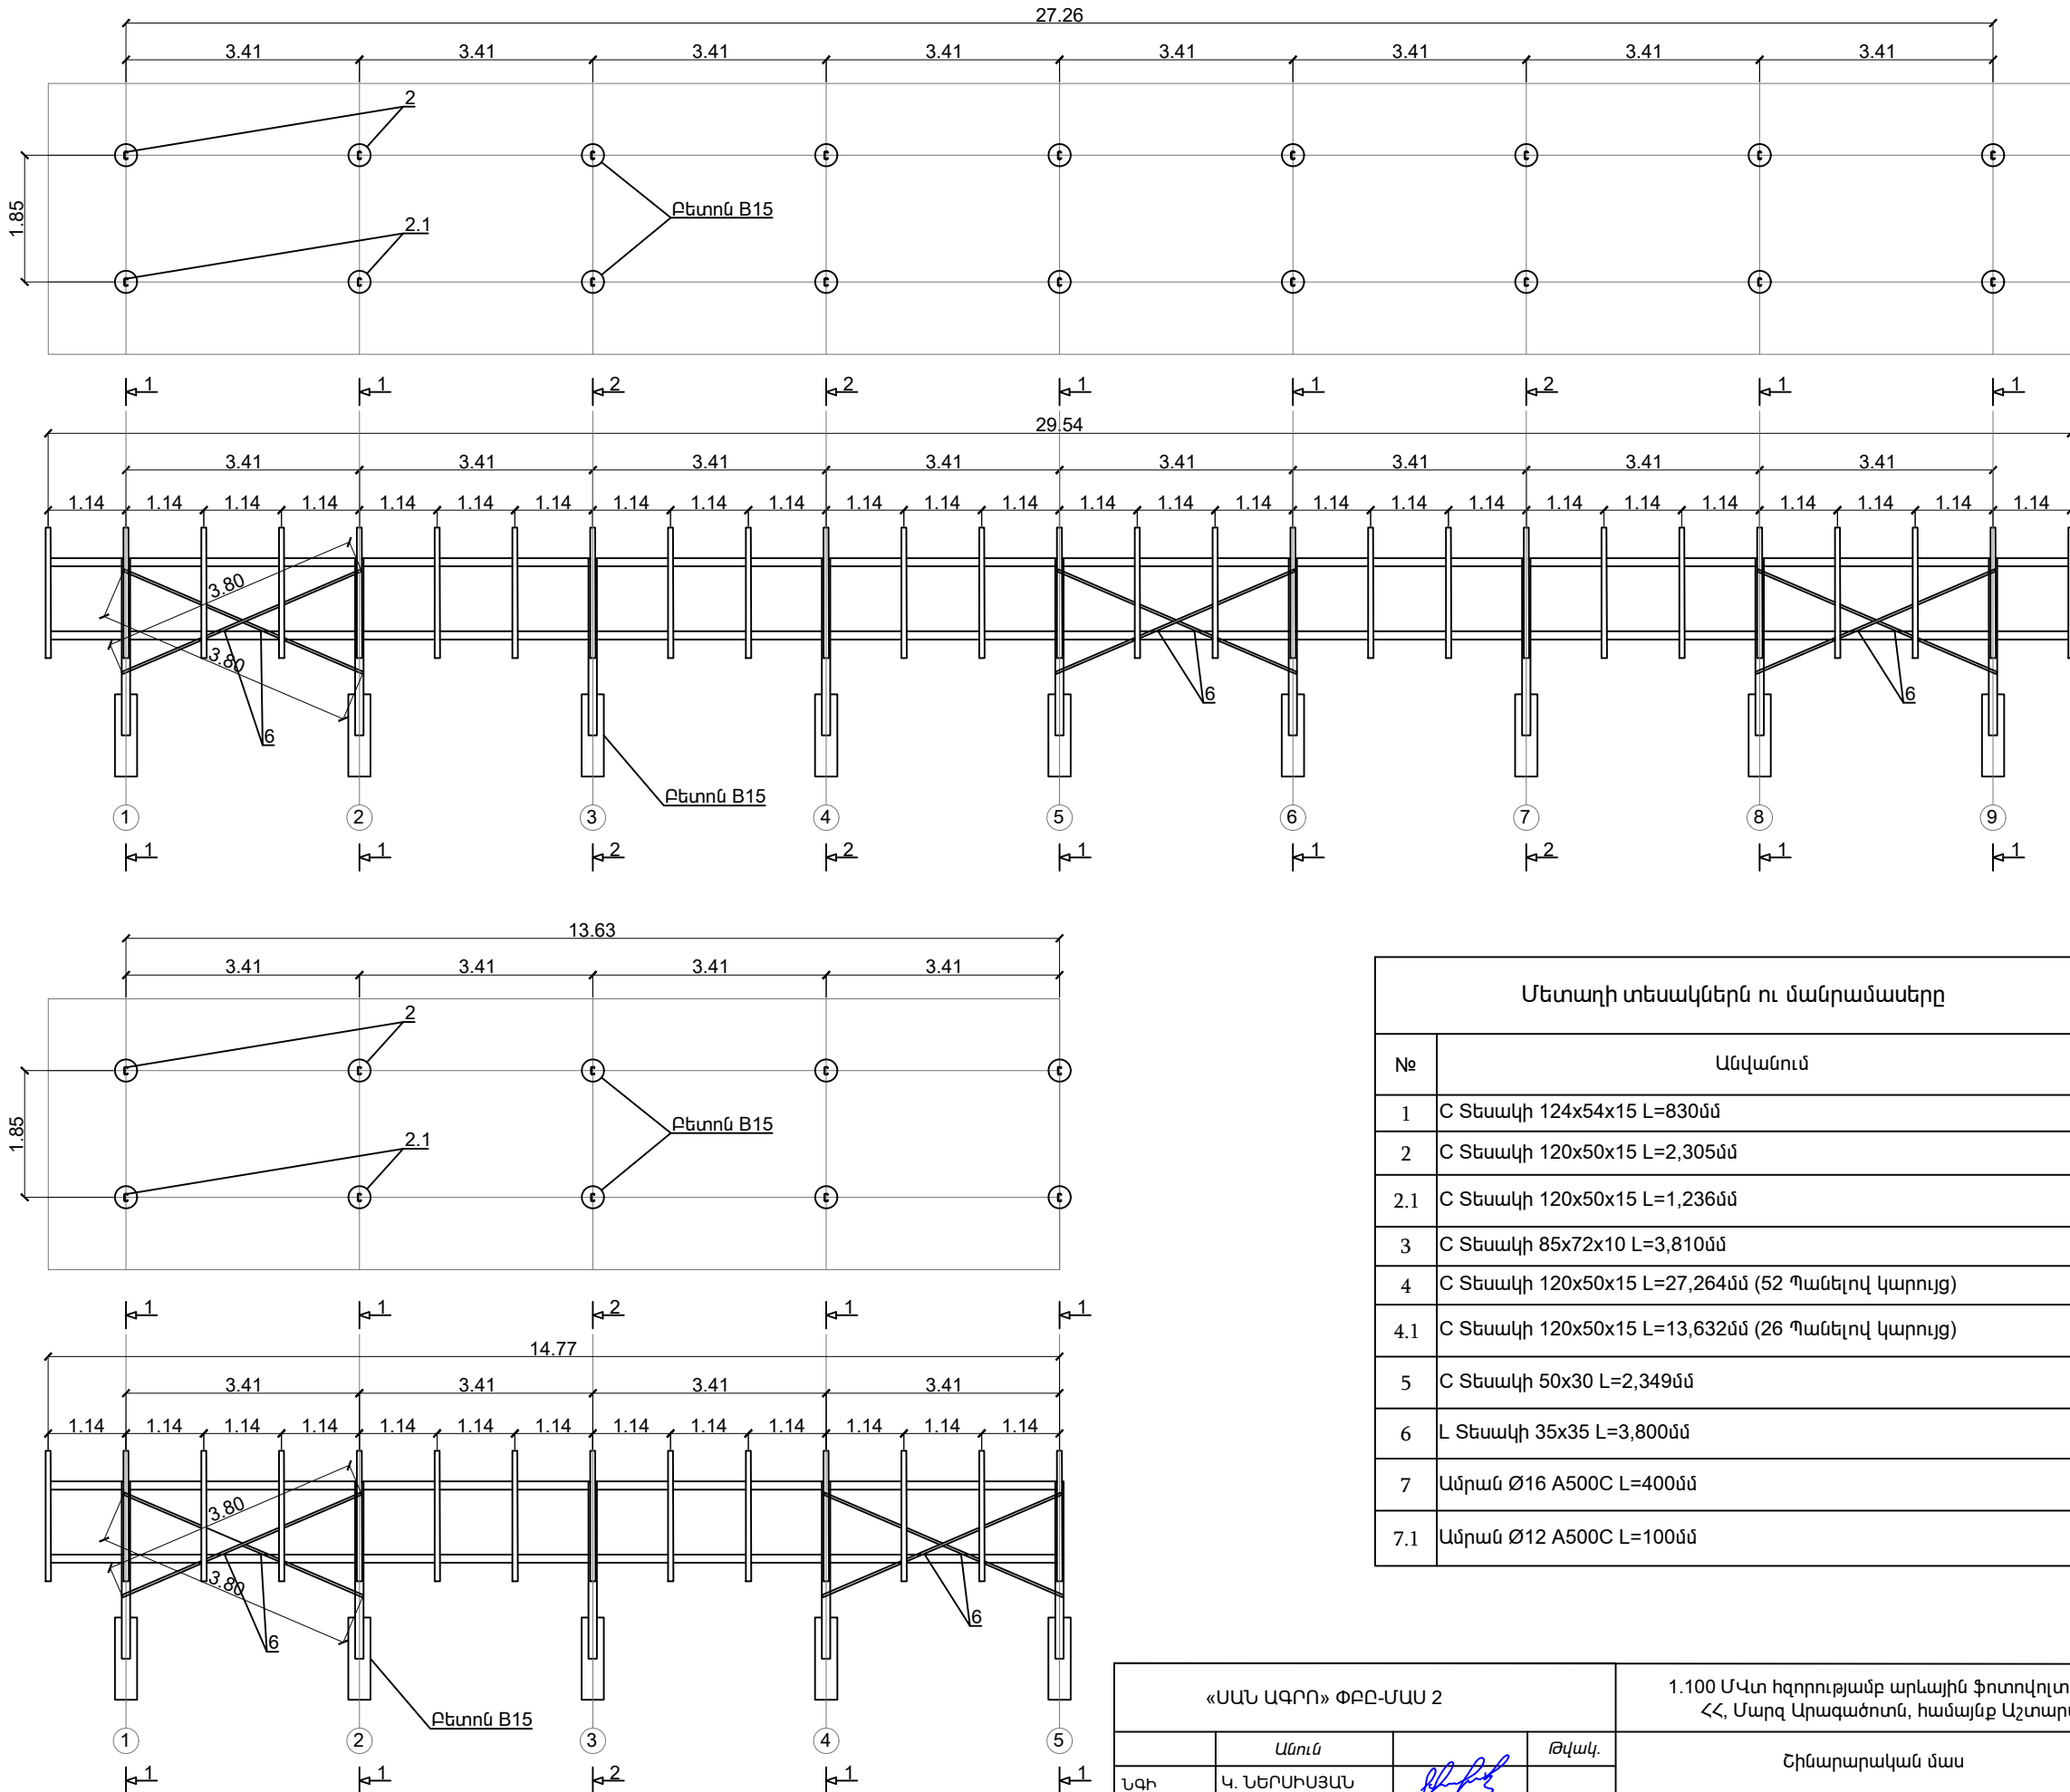 27.26
3.41 3.41 3.41 3.41 3.41 3.41 3.41 3.41
2
1.85
Բետոն B15
2.1
1 1 2 2 1 1 2 1 1
29.54
3.41 3.41 3.41 3.41 3.41 3.41 3.41 3.41
1.14 1.14 1.14 1.14 1.14 1.14 1.14 1.14 1.14 1.14 1.14 1.14 1.14 1.14 1.14 1.14 1.14 1.14 1.14 1.14 1.14 1.14 1.14 1.14 1.14 1.14
3.80
3.80
6 6 6
Բետոն B15
1 2 3 4 5 6 7 8 9
1 1 2 2 1 1 2 1 1
13.63
3.41 3.41 3.41 3.41
2
1.85
Բետոն B15
2.1
1 1 2 1 1
14.77
3.41 3.41 3.41 3.41
1.14 1.14 1.14 1.14 1.14 1.14 1.14 1.14 1.14 1.14 1.14 1.14 1.14
3.80
3.80
6 6
Բետոն B15
1 2 3 4 5
1 1 2 1 1
Մետաղի տեսակներն ու մանրամասերը
№ Անվանում
1 C Տեսակի 124x54x15 L=830մմ
2 C Տեսակի 120x50x15 L=2,305մմ
2.1 C Տեսակի 120x50x15 L=1,236մմ
3 C Տեսակի 85x72x10 L=3,810մմ
4 C Տեսակի 120x50x15 L=27,264մմ (52 Պանելով կարույց)
4.1 C Տեսակի 120x50x15 L=13,632մմ (26 Պանելով կարույց)
5 C Տեսակի 50x30 L=2,349մմ
6 L Տեսակի 35x35 L=3,800մմ
7 Ամրան Ø16 A500C L=400մմ
7.1 Ամրան Ø12 A500C L=100մմ
«ՍԱՆ ԱԳՐՈ» ՓԲԸ-ՄԱՍ 2
1.100 ՄՎտ հզորությամբ արևային ֆոտովոլտ
ՀՀ, Մարզ Արագածոտն, համայնք Աշտար
Անուն Թվակ.
Շինարարական մաս
ՆԳԻ Կ. ՆԵՐՍԻՍՅԱՆ